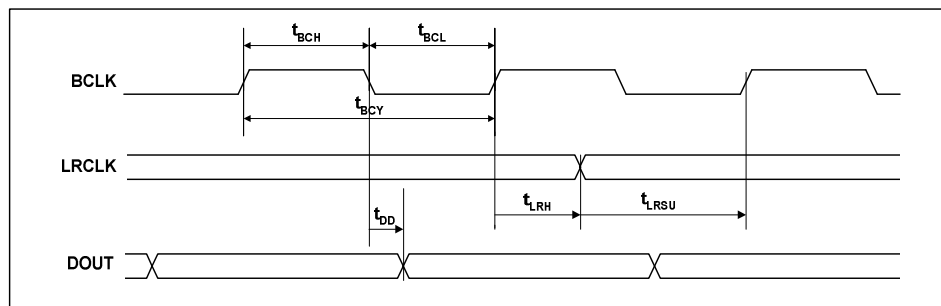 tBCH tBCL
BCLK
tBCY
LRCLK
tLRH tLRSU
tDD
DOUT